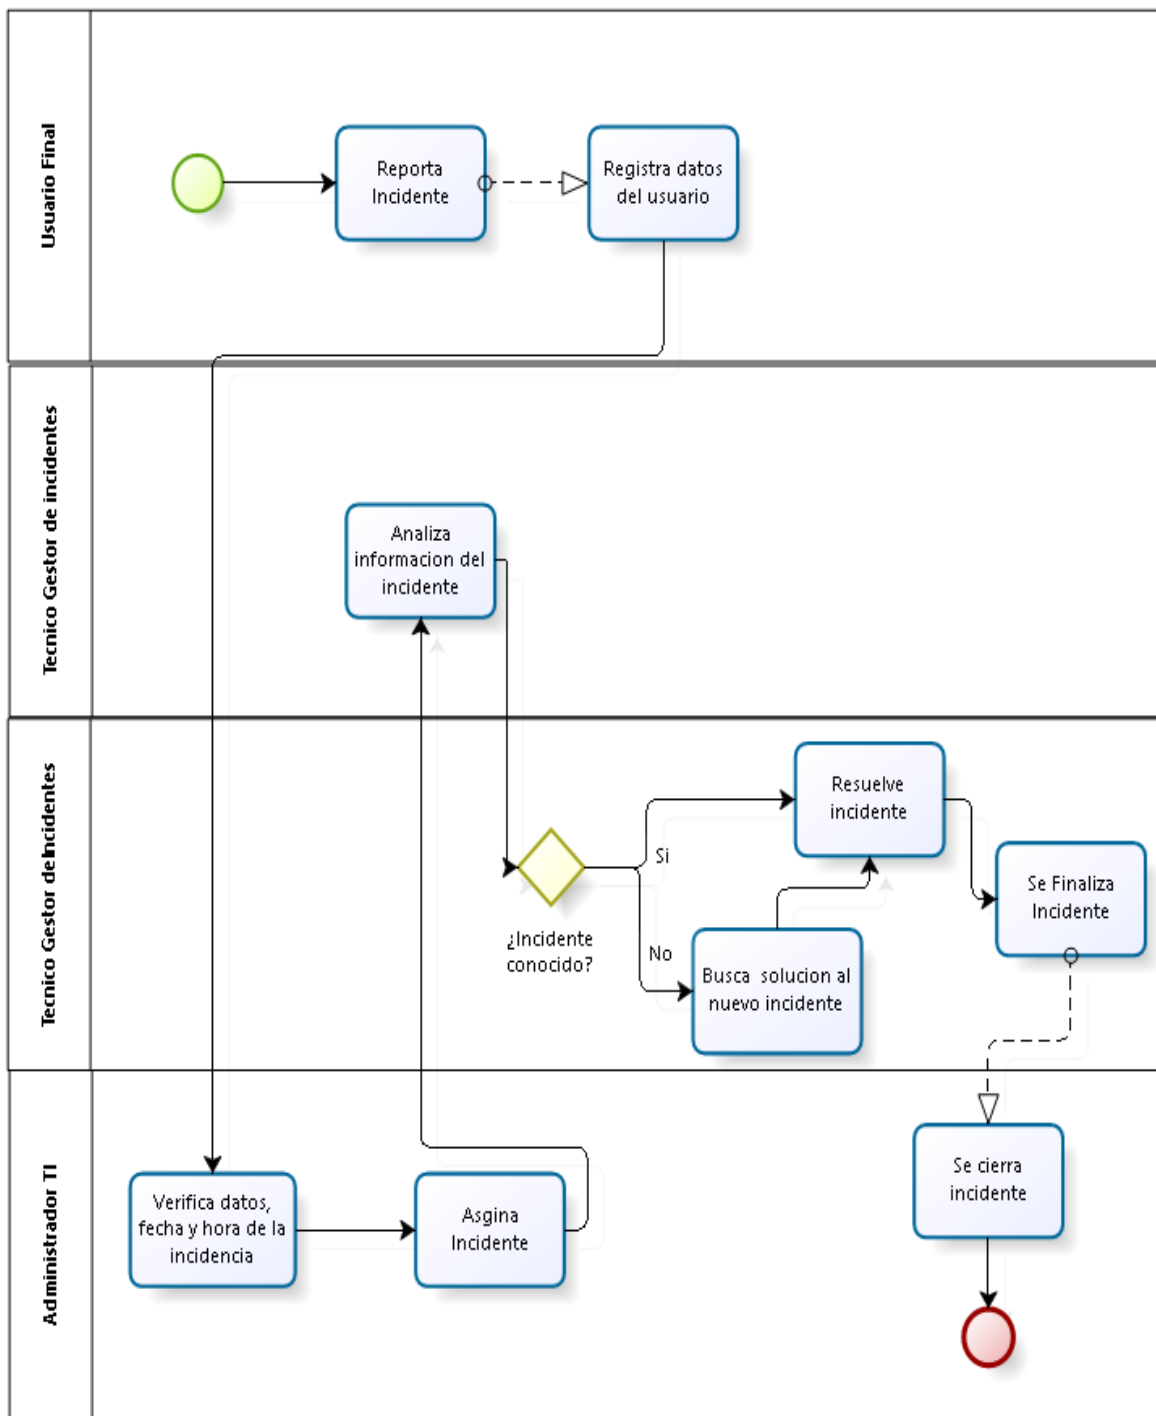 Usuario Final
Reporta
Incidente
Registra datos
del usuario
Tecnico Gestor de incidentes
Analiza
informacion del
incidente
Tecnico Gestor deIncidentes
¿Incidente
conocido?
Si
No
Resuelve
incidente
Busca solucion al
nuevo incidente
Se Finaliza
Incidente
Administrador TI
Verifica datos,
fecha y hora de la
incidencia
Asgina
Incidente
Se cierra
incidente